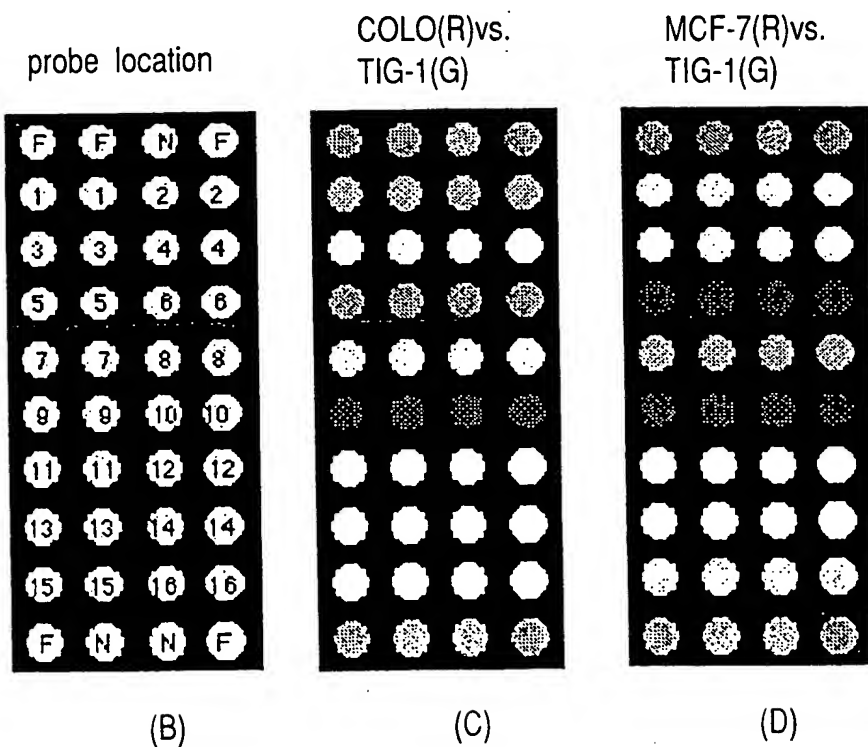 probe location
COLO(R)vs.
TIG-1(G)
MCF-7(R)vs.
TIG-1(G)
F F N F
1 1 2 2
3 3 4 4
5 5 6 6
7 7 8 8
9 9 10 10
11 11 12 12
13 13 14 14
15 15 16 16
F N N F
(B)
(C)
(D)